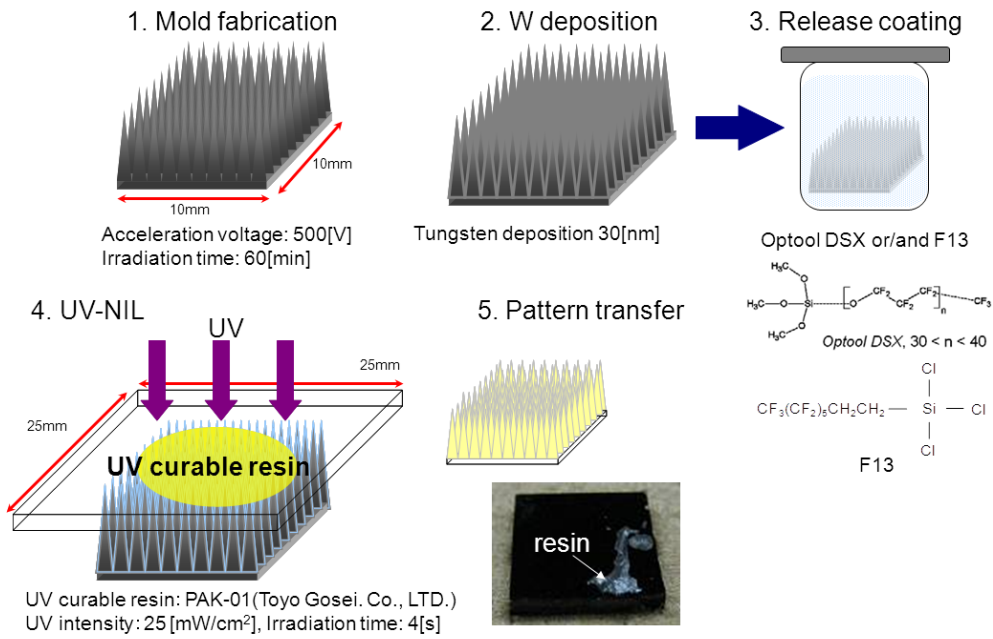 1. Mold fabrication
10mm
10mm
Acceleration voltage: 500[V]
Irradiation time: 60[min]
2. W deposition
Tungsten deposition 30[nm]
3. Release coating
Optool DSX or/and F13
H₃C
O
H₃C—O—Si
O
H₃C
O
CF₂
CF₂
CF₂
n
CF₃
Optool DSX, 30 < n < 40
Cl
CF₃(CF₂)₅CH₂CH₂—Si—Cl
Cl
F13
4. UV-NIL
UV
25mm
25mm
UV curable resin
UV curable resin: PAK-01(Toyo Gosei. Co., LTD.)
UV intensity: 25[mW/cm²], Irradiation time: 4[s]
5. Pattern transfer
resin